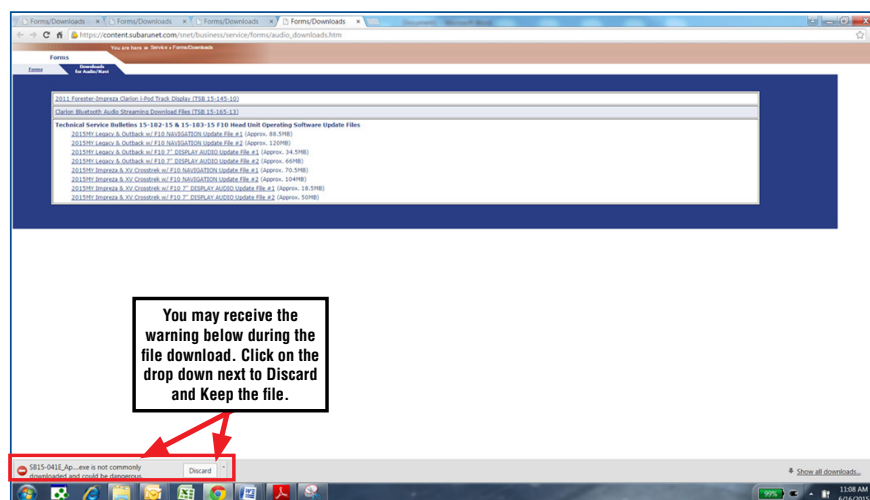 Forms/Downloads
Forms/Downloads
Forms/Downloads
Forms/Downloads
https://content.subarunet.com/snet/business/service/forms/audio_downloads.htm
You are here » Service » Forms/Downloads
Forms
Forms
Downloads
for Audio/Navi
2011 Forester-Impreza Clarion i-Pod Track Display (TSB 15-145-10)
Clarion Bluetooth Audio Streaming Download Files (TSB 15-165-13)
Technical Service Bulletins 15-182-15 & 15-183-15 F10 Head Unit Operating Software Update Files
2015MY Legacy & Outback w/ F10 NAVIGATION Update File #1 (Approx. 88.5MB)
2015MY Legacy & Outback w/ F10 NAVIGATION Update File #2 (Approx. 120MB)
2015MY Legacy & Outback w/ F10 7" DISPLAY AUDIO Update File #1 (Approx. 34.5MB)
2015MY Legacy & Outback w/ F10 7" DISPLAY AUDIO Update File #2 (Approx. 66MB)
2015MY Impreza & XV Crosstrek w/ F10 NAVIGATION Update File #1 (Approx. 70.5MB)
2015MY Impreza & XV Crosstrek w/ F10 NAVIGATION Update File #2 (Approx. 104MB)
2015MY Impreza & XV Crosstrek w/ F10 7" DISPLAY AUDIO Update File #1 (Approx. 18.5MB)
2015MY Impreza & XV Crosstrek w/ F10 7" DISPLAY AUDIO Update File #2 (Approx. 50MB)
You may receive the
warning below during the
file download. Click on the
drop down next to Discard
and Keep the file.
SB15-041E_Ap....exe is not commonly
downloaded and could be dangerous.
Discard
Show all downloads...
99%
11:08 AM
6/16/2015